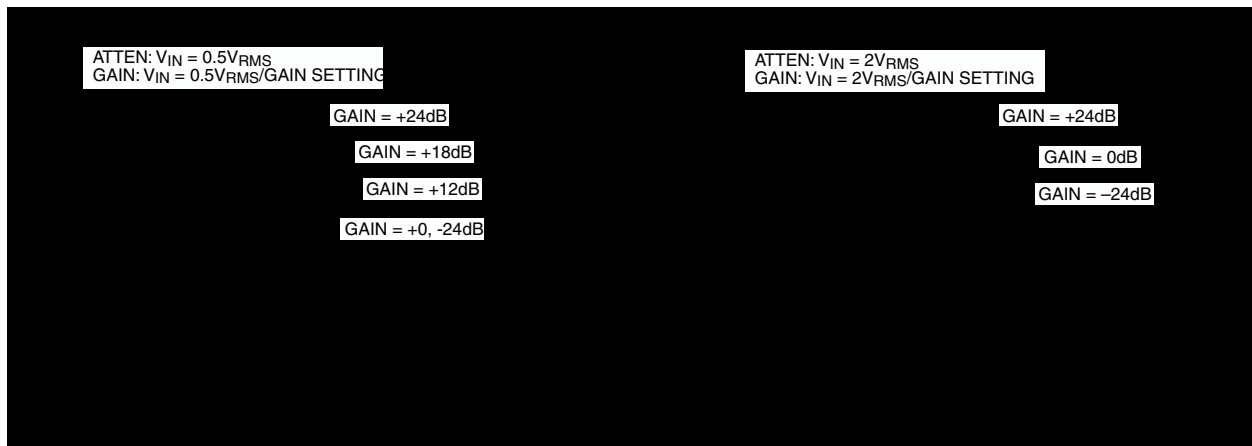 ATTEN: VIN = 0.5VRMS
GAIN: VIN = 0.5VRMS/GAIN SETTING
GAIN = +24dB
GAIN = +18dB
GAIN = +12dB
GAIN = +0, -24dB
ATTEN: VIN = 2VRMS
GAIN: VIN = 2VRMS/GAIN SETTING
GAIN = +24dB
GAIN = 0dB
GAIN = –24dB